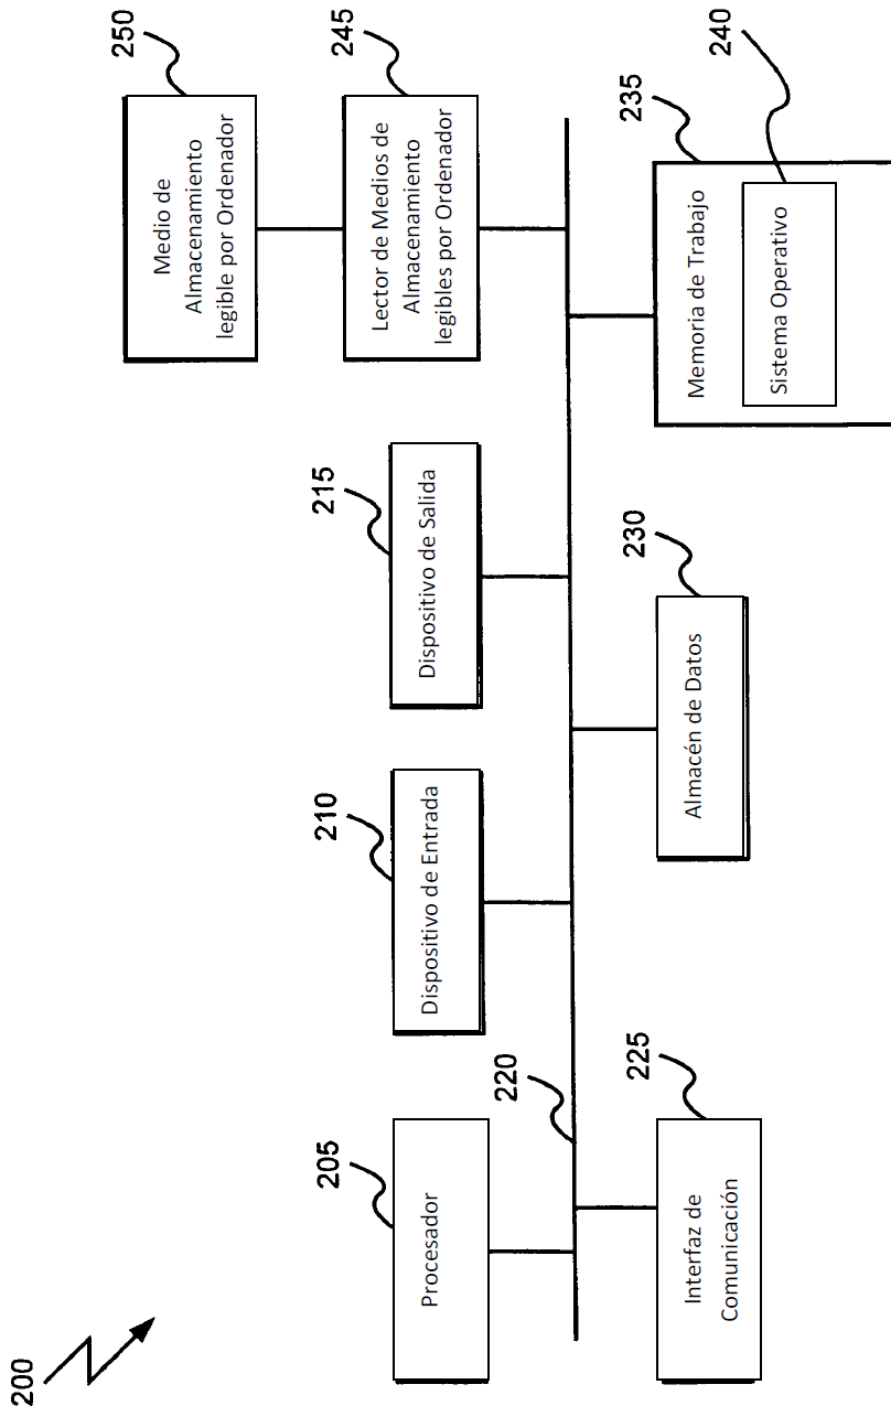 200
205
Procesador
210
Dispositivo de Entrada
215
Dispositivo de Salida
250
Medio de
Almacenamiento
legible por Ordenador
245
Lector de Medios de
Almacenamiento
legibles por Ordenador
220
225
Interfaz de
Comunicación
230
Almacén de Datos
235
Memoria de Trabajo
240
Sistema Operativo